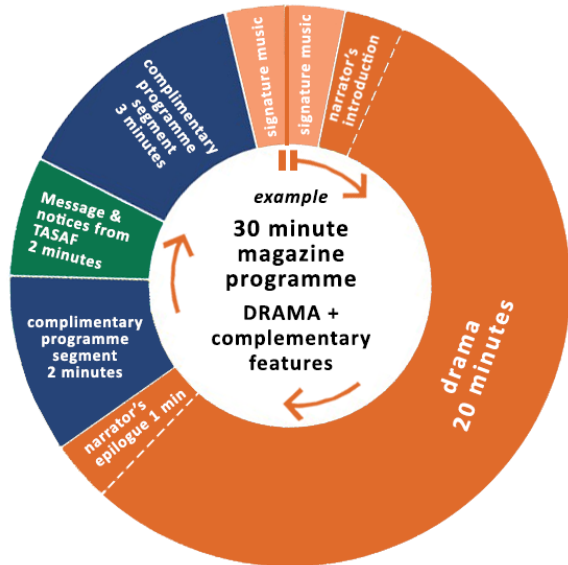 signature music
signature music
narrator's
introduction
drama
20 minutes
narrator's
epilogue 1 min
complimentary
programme
segment
2 minutes
Message &
notices from
TASAF
2 minutes
complimentary
programme
segment
3 minutes
example
30 minute
magazine
programme
DRAMA +
complementary
features